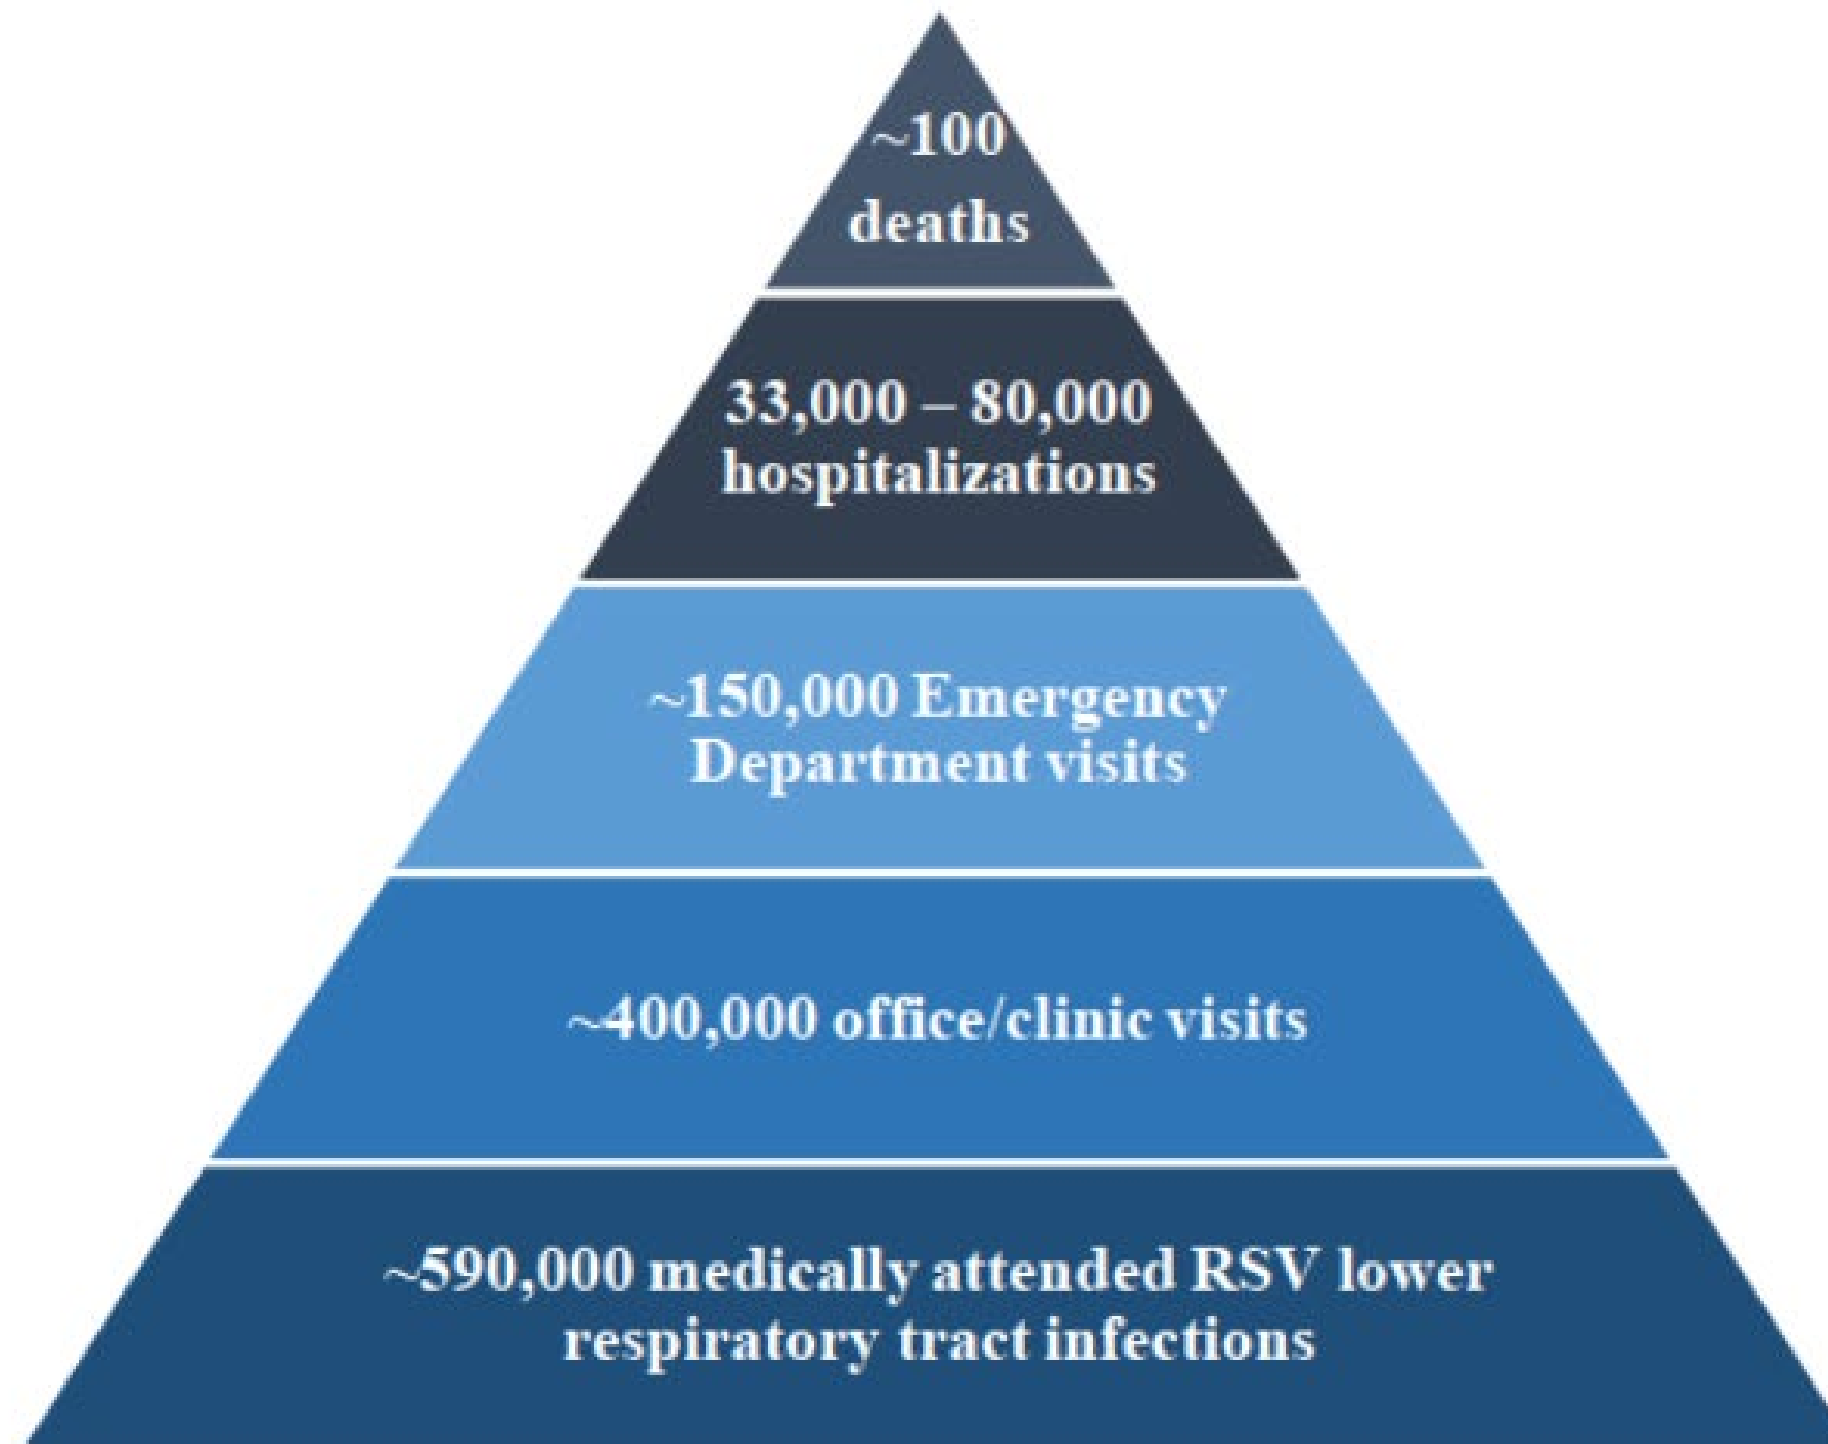 ~100
deaths
33,000 – 80,000
hospitalizations
~150,000 Emergency
Department visits
~400,000 office/clinic visits
~590,000 medically attended RSV lower
respiratory tract infections